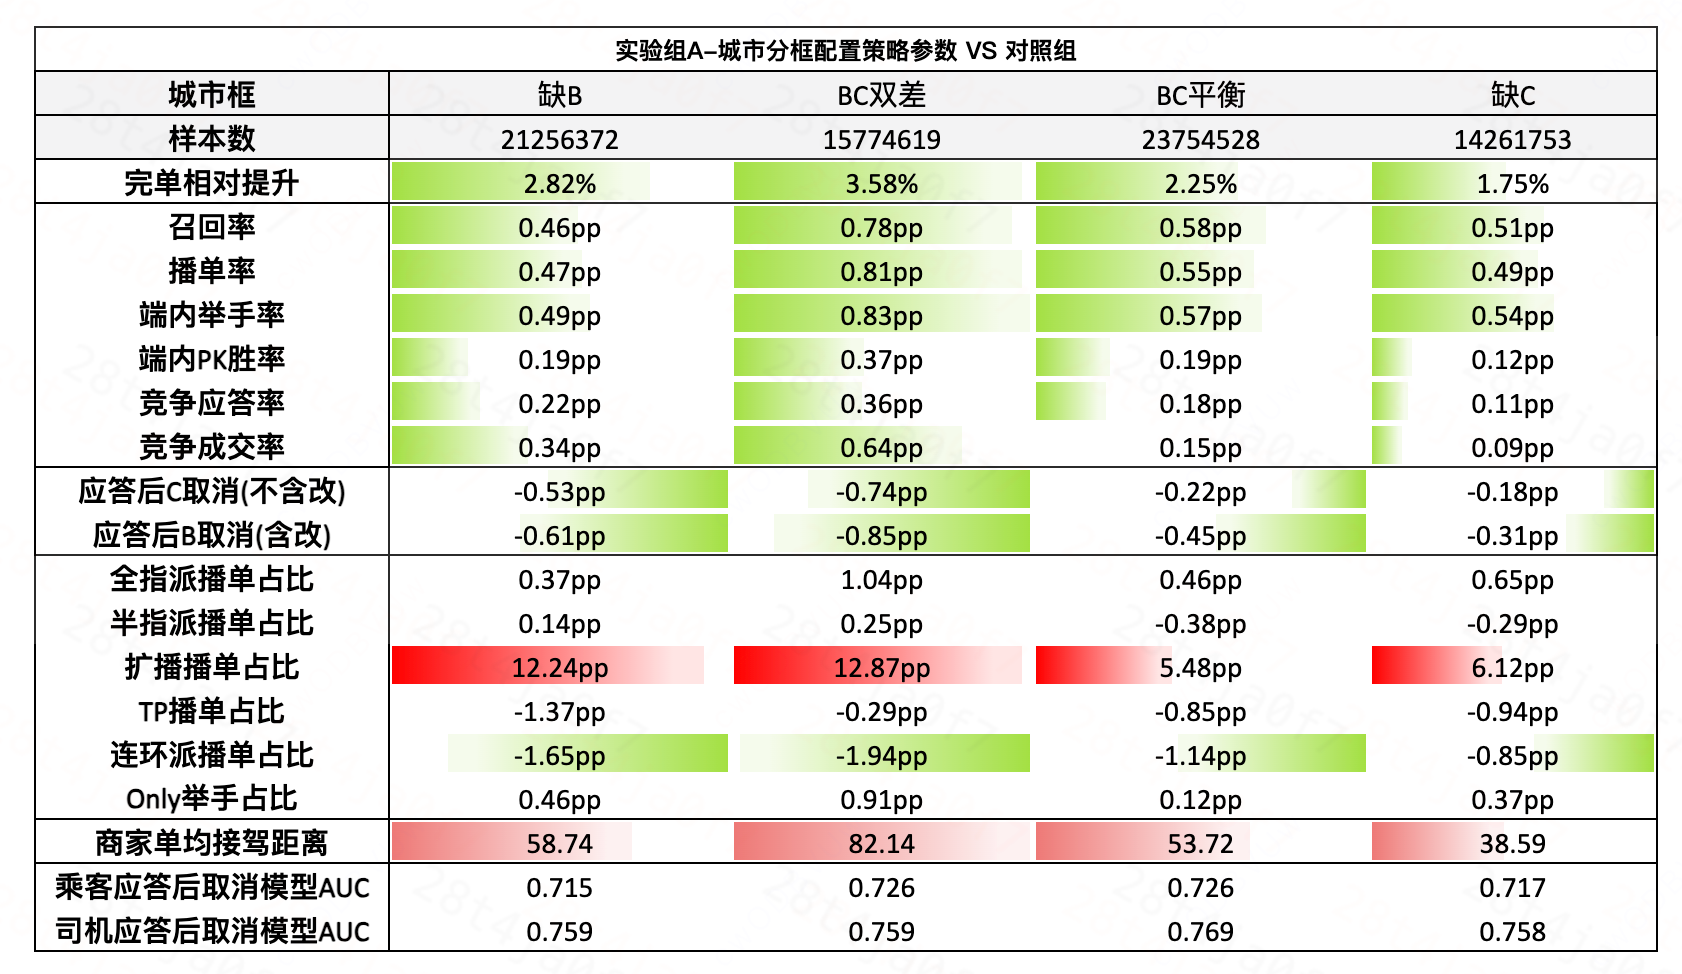 实验组A-城市分框配置策略参数 VS 对照组
城市框 缺B BC双差 BC平衡 缺C
样本数 21256372 15774619 23754528 14261753
完单相对提升 2.82% 3.58% 2.25% 1.75%
召回率 0.46pp 0.78pp 0.58pp 0.51pp
播单率 0.47pp 0.81pp 0.55pp 0.49pp
端内举手率 0.49pp 0.83pp 0.57pp 0.54pp
端内PK胜率 0.19pp 0.37pp 0.19pp 0.12pp
竞争应答率 0.22pp 0.36pp 0.18pp 0.11pp
竞争成交率 0.34pp 0.64pp 0.15pp 0.09pp
应答后C取消(不含改) -0.53pp -0.74pp -0.22pp -0.18pp
应答后B取消(含改) -0.61pp -0.85pp -0.45pp -0.31pp
全指派播单占比 0.37pp 1.04pp 0.46pp 0.65pp
半指派播单占比 0.14pp 0.25pp -0.38pp -0.29pp
扩播播单占比 12.24pp 12.87pp 5.48pp 6.12pp
TP播单占比 -1.37pp -0.29pp -0.85pp -0.94pp
连环派播单占比 -1.65pp -1.94pp -1.14pp -0.85pp
Only举手占比 0.46pp 0.91pp 0.12pp 0.37pp
商家单均接驾距离 58.74 82.14 53.72 38.59
乘客应答后取消模型AUC 0.715 0.726 0.726 0.717
司机应答后取消模型AUC 0.759 0.759 0.769 0.758